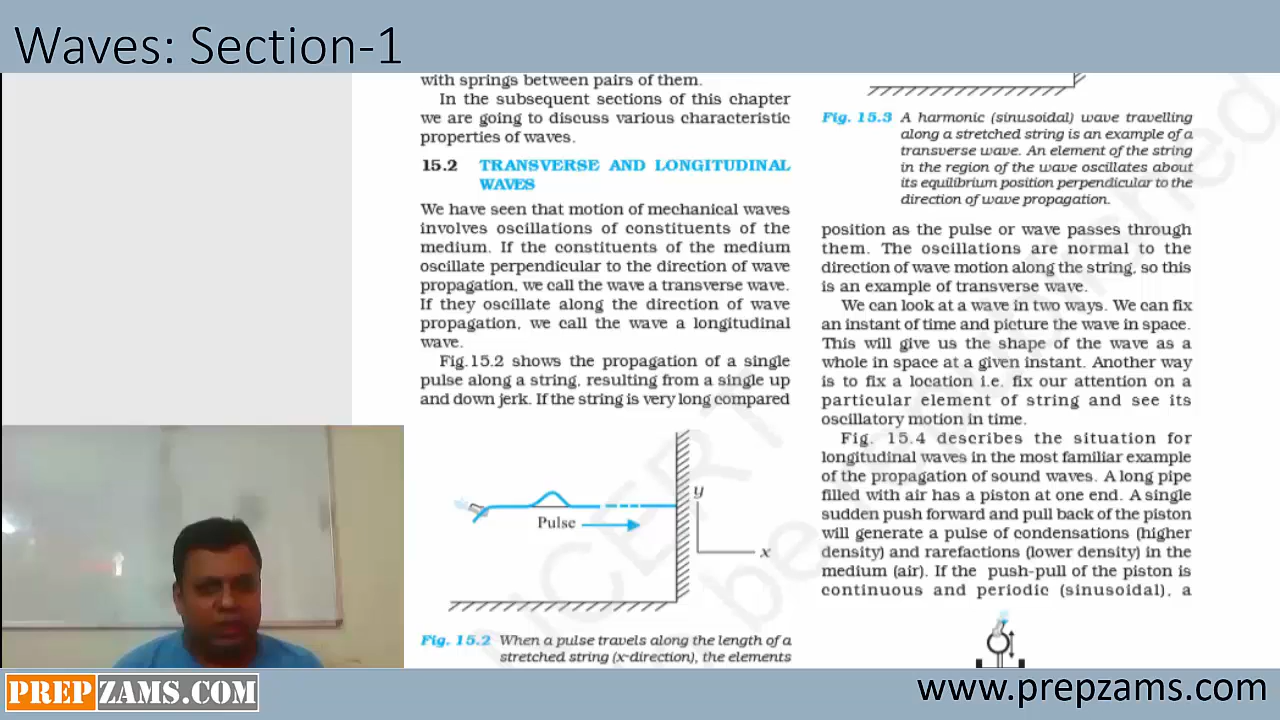 Waves: Section-1
with springs between pairs of them.
In the subsequent sections of this chapter
we are going to discuss various characteristic
properties of waves.
15.2 TRANSVERSE AND LONGITUDINAL
WAVES
We have seen that motion of mechanical waves
involves oscillations of constituents of the
medium. If the constituents of the medium
oscillate perpendicular to the direction of wave
propagation, we call the wave a transverse wave.
If they oscillate along the direction of wave
propagation, we call the wave a longitudinal
wave.
Fig.15.2 shows the propagation of a single
pulse along a string, resulting from a single up
and down jerk. If the string is very long compared
y
Pulse
x
Fig. 15.2 When a pulse travels along the length of a
stretched string (x-direction), the elements
Fig. 15.3 A harmonic (sinusoidal) wave travelling
along a stretched string is an example of a
transverse wave. An element of the string
in the region of the wave oscillates about
its equilibrium position perpendicular to the
direction of wave propagation.
position as the pulse or wave passes through
them. The oscillations are normal to the
direction of wave motion along the string, so this
is an example of transverse wave.
We can look at a wave in two ways. We can fix
an instant of time and picture the wave in space.
This will give us the shape of the wave as a
whole in space at a given instant. Another way
is to fix a location i.e. fix our attention on a
particular element of string and see its
oscillatory motion in time.
Fig. 15.4 describes the situation for
longitudinal waves in the most familiar example
of the propagation of sound waves. A long pipe
filled with air has a piston at one end. A single
sudden push forward and pull back of the piston
will generate a pulse of condensations (higher
density) and rarefactions (lower density) in the
medium (air). If the push-pull of the piston is
continuous and periodic (sinusoidal), a
NCERT
PREPZAMS.COM
www.prepzams.com